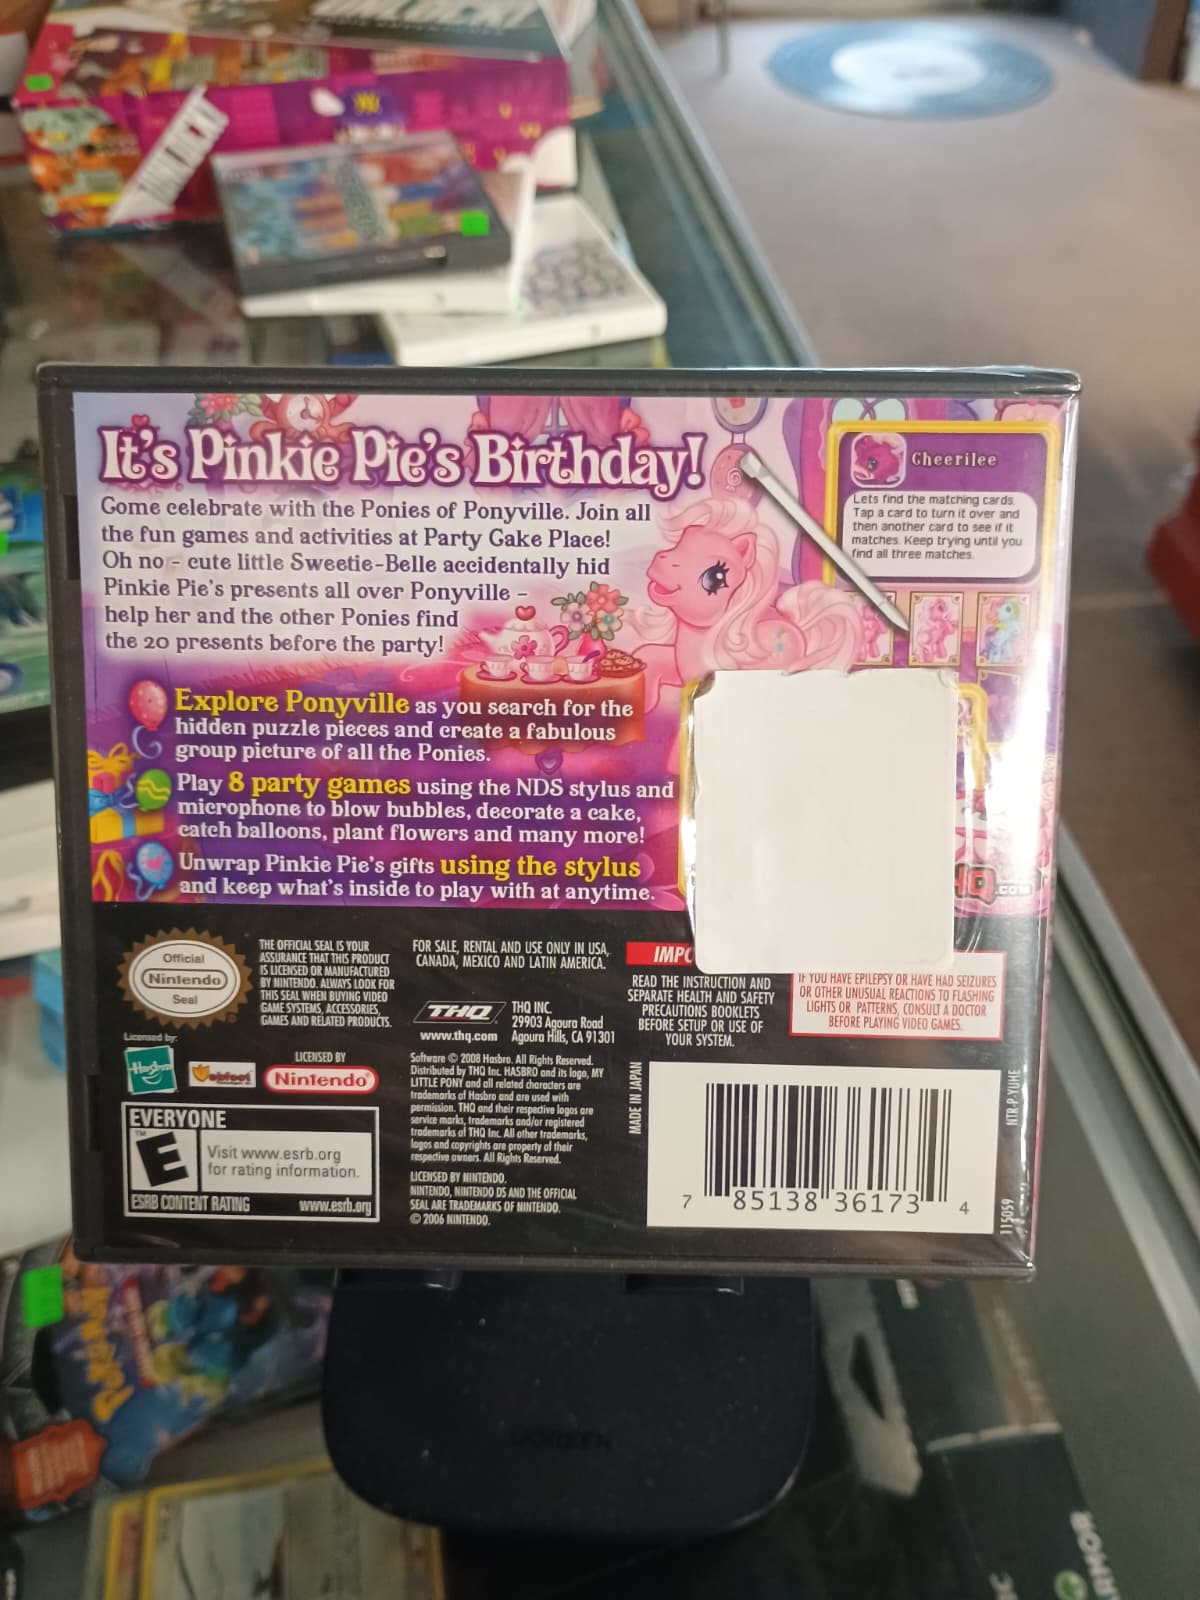 UNLOCK!
It's Pinkie Pie's Birthday!
Come celebrate with the Ponies of Ponyville. Join all
the fun games and activities at Party Cake Place!
Oh no - cute little Sweetie-Belle accidentally hid
Pinkie Pie's presents all over Ponyville -
help her and the other Ponies find
the 20 presents before the party!
Explore Ponyville as you search for the
hidden puzzle pieces and create a fabulous
group picture of all the Ponies.
Play 8 party games using the NDS stylus and
microphone to blow bubbles, decorate a cake,
catch balloons, plant flowers and many more!
Unwrap Pinkie Pie's gifts using the stylus
and keep what's inside to play with at anytime.
Cheerilee
Lets find the matching cards.
Tap a card to turn it over and
then another card to see if it
matches. Keep trying until you
find all three matches.
.COM
Official
Nintendo
Seal
THE OFFICIAL SEAL IS YOUR
ASSURANCE THAT THIS PRODUCT
IS LICENSED OR MANUFACTURED
BY NINTENDO. ALWAYS LOOK FOR
THIS SEAL WHEN BUYING VIDEO
GAME SYSTEMS, ACCESSORIES,
GAMES AND RELATED PRODUCTS.
FOR SALE, RENTAL AND USE ONLY IN USA,
CANADA, MEXICO AND LATIN AMERICA.
THQ
www.thq.com
THQ INC.
29903 Agoura Road
Agoura Hills, CA 91301
READ THE INSTRUCTION AND
SEPARATE HEALTH AND SAFETY
PRECAUTIONS BOOKLETS
BEFORE SETUP OR USE OF
YOUR SYSTEM.
IF YOU HAVE EPILEPSY OR HAVE HAD SEIZURES
OR OTHER UNUSUAL REACTIONS TO FLASHING
LIGHTS OR PATTERNS, CONSULT A DOCTOR
BEFORE PLAYING VIDEO GAMES.
Licensed by:
Hasbro
Webfoot
LICENSED BY
Nintendo
Software © 2008 Hasbro. All Rights Reserved.
Distributed by THQ Inc. HASBRO and its logo, MY
LITTLE PONY and all related characters are
trademarks of Hasbro and are used with
permission. THQ and their respective logos are
service marks, trademarks and/or registered
trademarks of THQ Inc. All other trademarks,
logos and copyrights are property of their
respective owners. All Rights Reserved.
LICENSED BY NINTENDO.
NINTENDO, NINTENDO DS AND THE OFFICIAL
SEAL ARE TRADEMARKS OF NINTENDO.
© 2006 NINTENDO.
EVERYONE
E
Visit www.esrb.org
for rating information.
ESRB CONTENT RATING www.esrb.org
MADE IN JAPAN
7 85138 36173 4
NTR-P-YUHE
115059
UGREEN